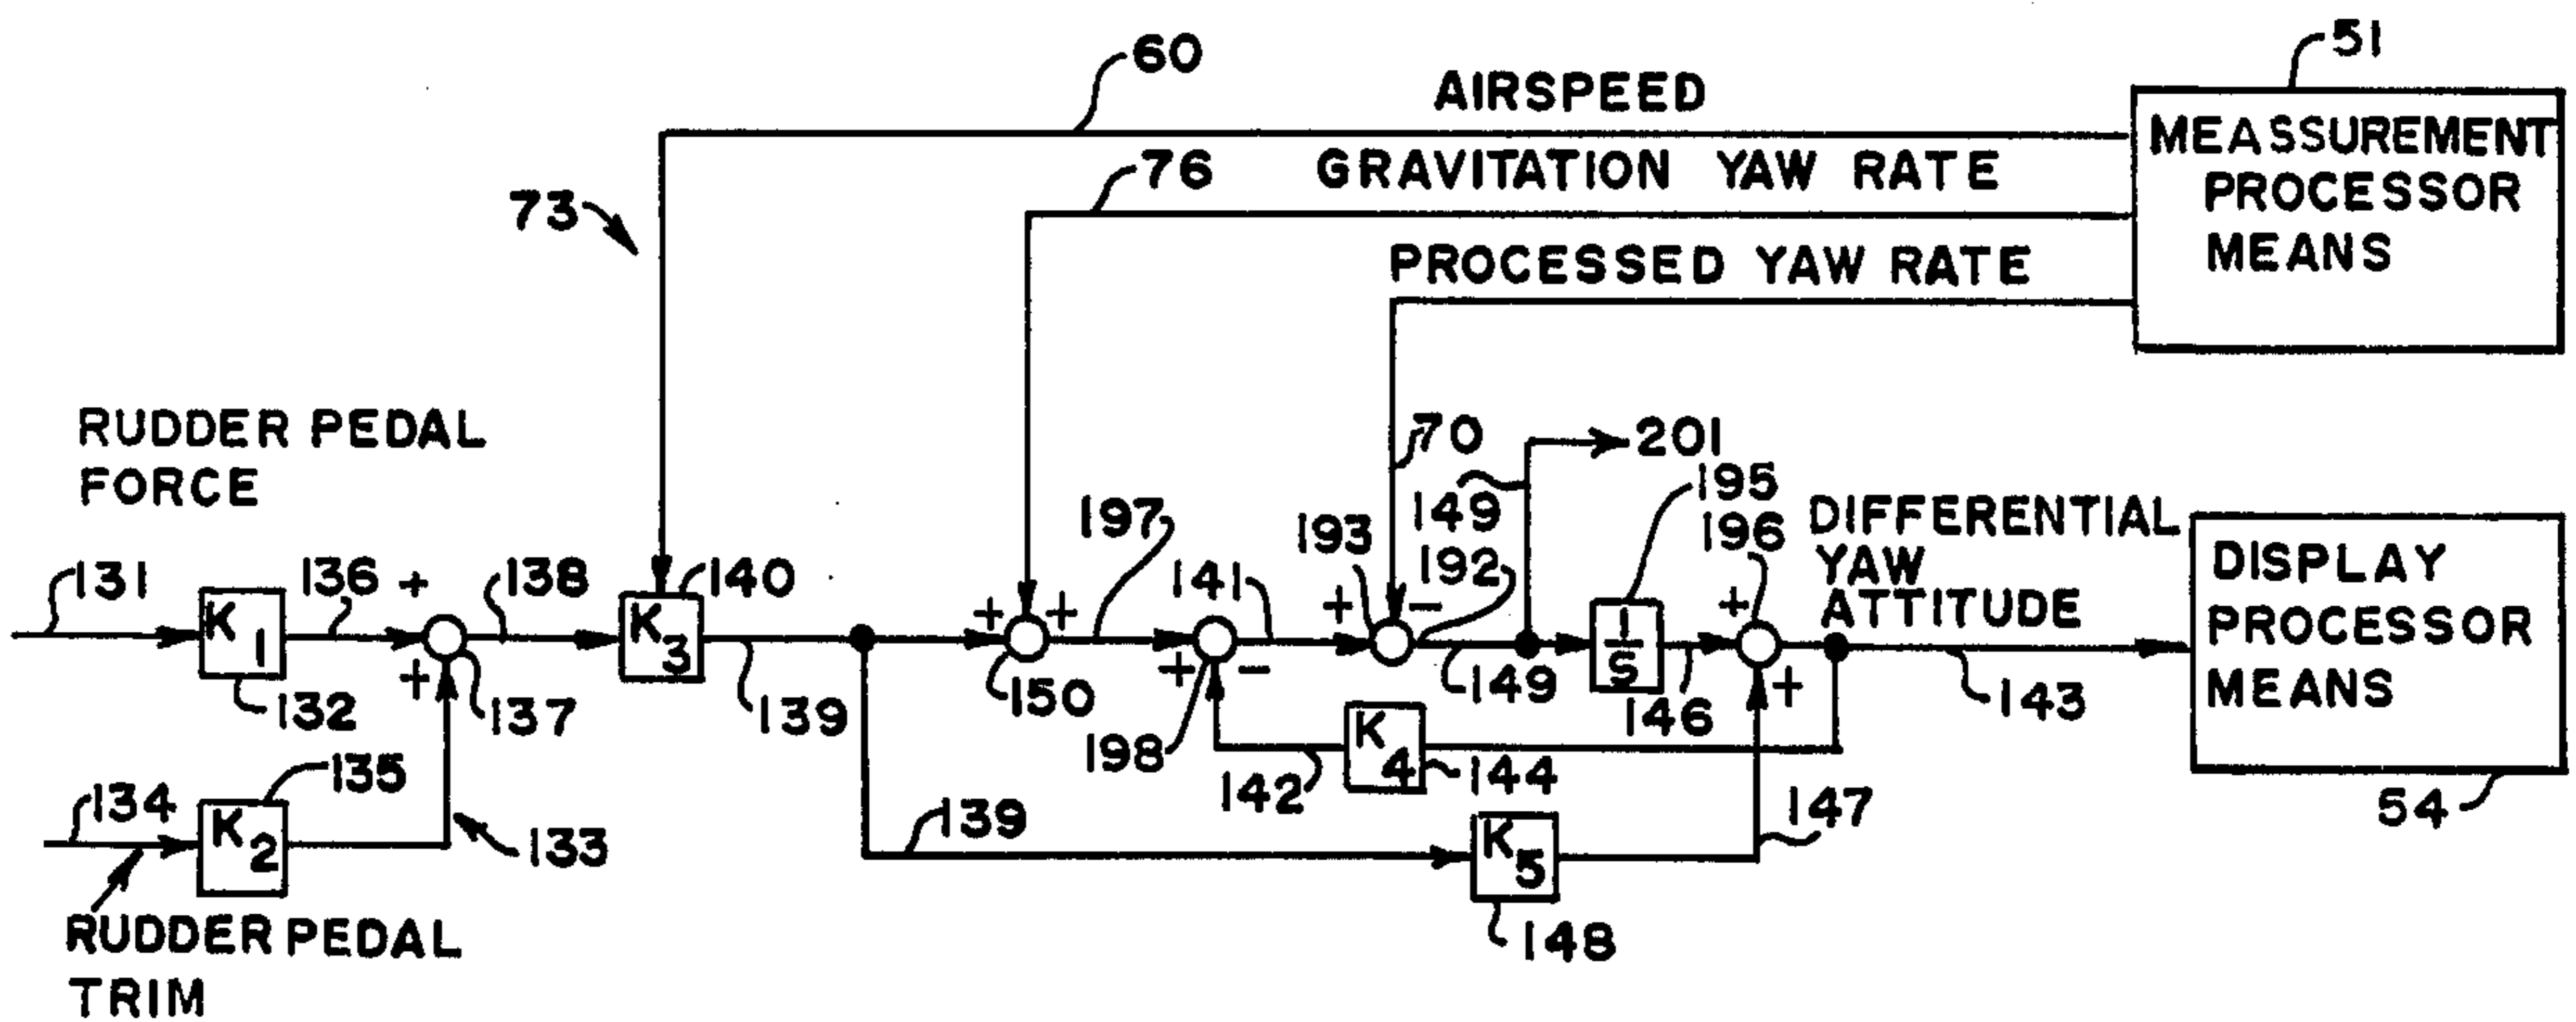 60
AIRSPEED
51
MEASSUREMENT
PROCESSOR
MEANS
76
GRAVITATION YAW RATE
73
PROCESSED YAW RATE
RUDDER PEDAL
FORCE
70
201
149
195
131
K1
132
136
+
+
137
138
K3
140
139
+
+
150
197
+
-
198
141
193
+
-
192
149
1
S
146
196
+
+
DIFFERENTIAL
YAW
ATTITUDE
143
DISPLAY
PROCESSOR
MEANS
54
134
K2
135
133
RUDDER PEDAL
TRIM
142
K4
144
139
K5
148
147